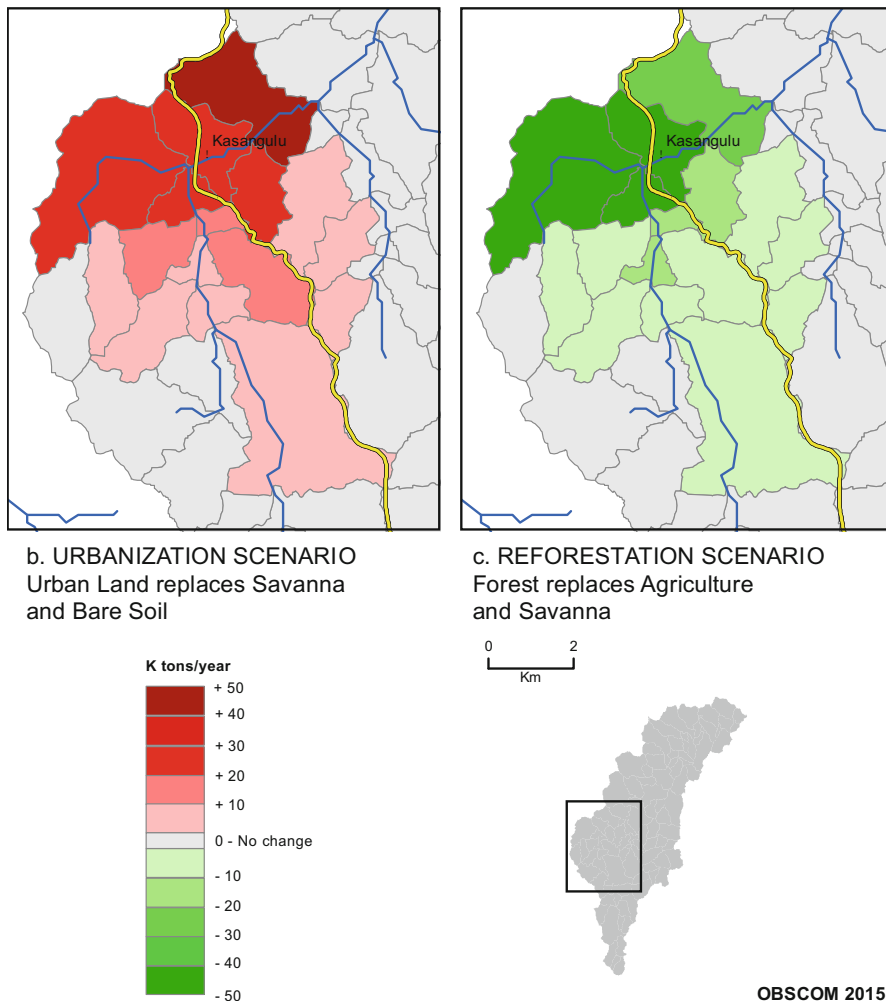 Kasangulu
!
Kasangulu
!
b. URBANIZATION SCENARIO
Urban Land replaces Savanna
and Bare Soil
c. REFORESTATION SCENARIO
Forest replaces Agriculture
and Savanna
0 2
Km
K tons/year
+ 50
+ 40
+ 30
+ 20
+ 10
0 - No change
- 10
- 20
- 30
- 40
- 50
OBSCOM 2015